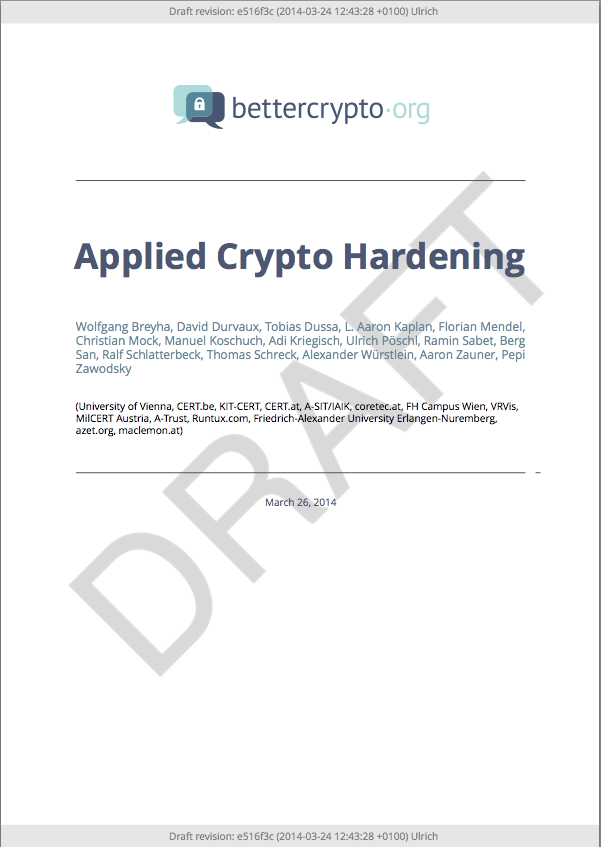 Draft revision: e516f3c (2014-03-24 12:43:28 +0100) Ulrich
bettercrypto·org
Applied Crypto Hardening
Wolfgang Breyha, David Durvaux, Tobias Dussa, L. Aaron Kaplan, Florian Mendel,
Christian Mock, Manuel Koschuch, Adi Kriegisch, Ulrich Pöschl, Ramin Sabet, Berg
San, Ralf Schlatterbeck, Thomas Schreck, Alexander Würstlein, Aaron Zauner, Pepi
Zawodsky
(University of Vienna, CERT.be, KIT-CERT, CERT.at, A-SIT/IAIK, coretec.at, FH Campus Wien, VRVis,
MilCERT Austria, A-Trust, Runtux.com, Friedrich-Alexander University Erlangen-Nuremberg,
azet.org, maclemon.at)
March 26, 2014
DRAFT
Draft revision: e516f3c (2014-03-24 12:43:28 +0100) Ulrich